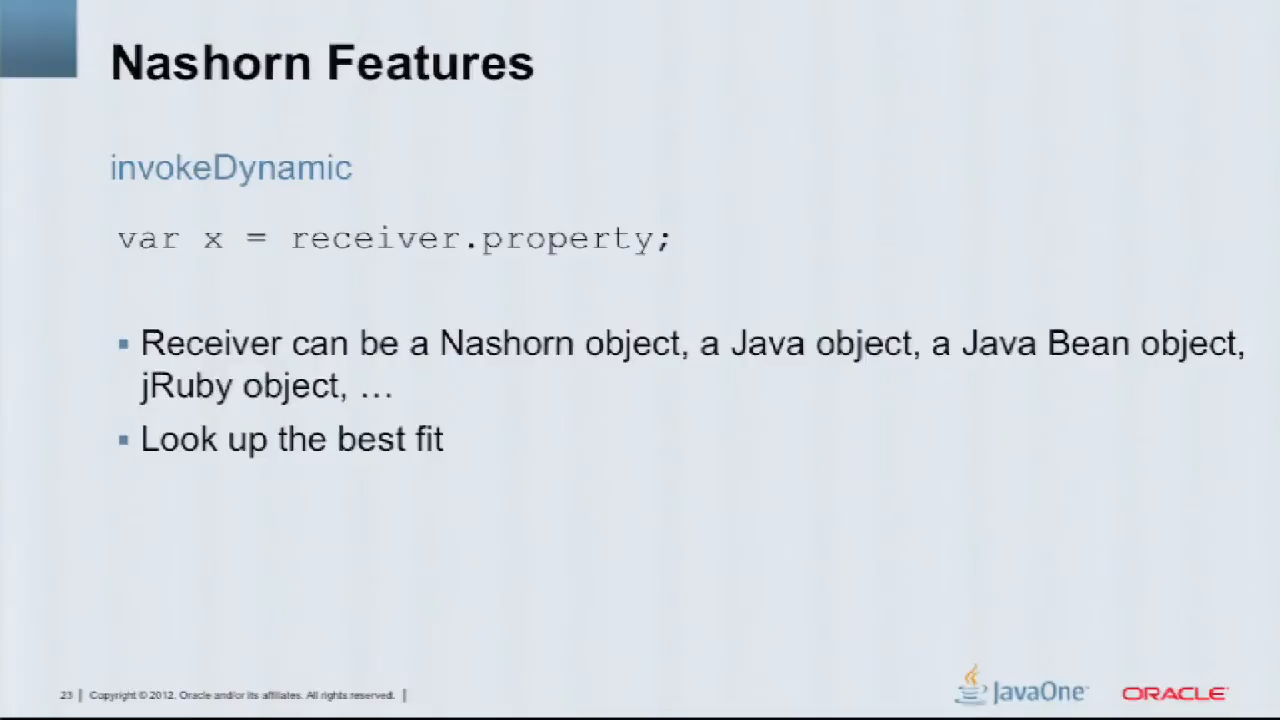 Nashorn Features
invokeDynamic
var x = receiver.property;
▪ Receiver can be a Nashorn object, a Java object, a Java Bean object,
jRuby object, …
▪ Look up the best fit
23 | Copyright © 2012, Oracle and/or its affiliates. All rights reserved. |
JavaOne™
ORACLE®